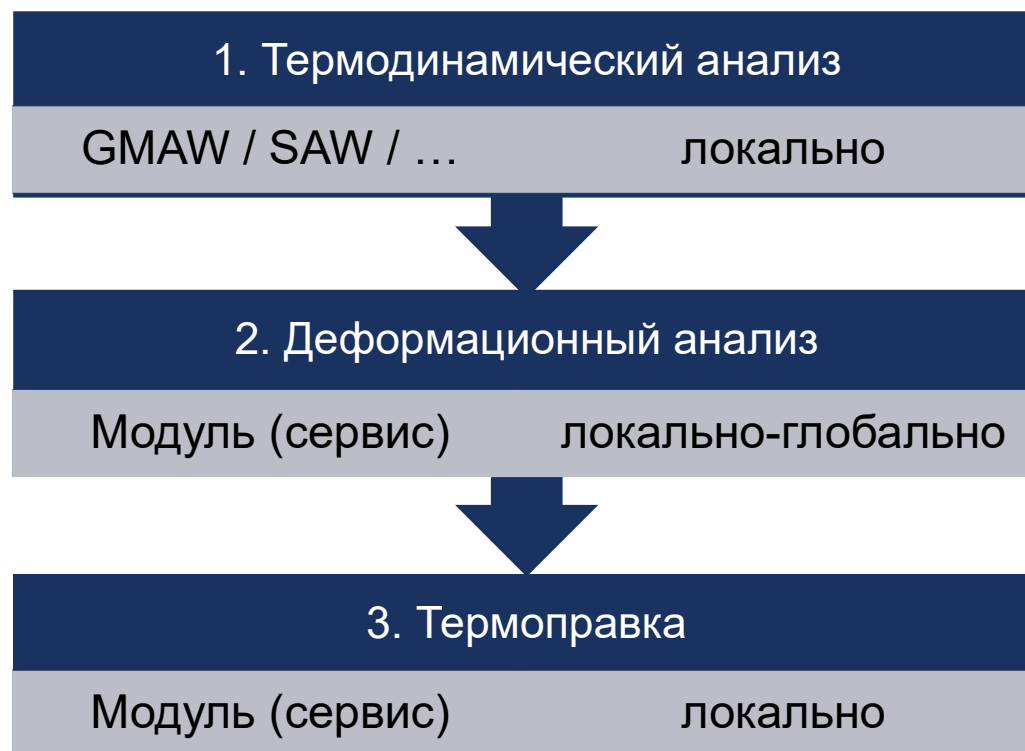 1. Термодинамический анализ
GMAW / SAW / … локально
2. Деформационный анализ
Модуль (сервис) локально-глобально
3. Термоправка
Модуль (сервис) локально